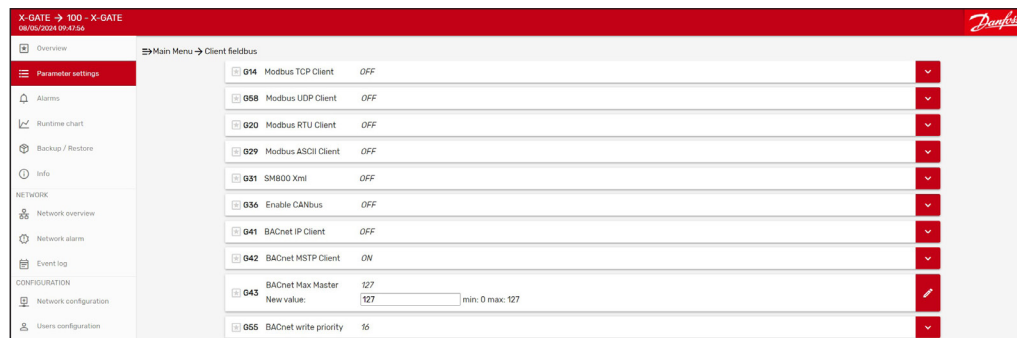 X-GATE → 100 - X-GATE
08/05/2024 09:47:56
Danfoss
Overview
Parameter settings
Alarms
Runtime chart
Backup / Restore
Info
NETWORK
Network overview
Network alarm
Event log
CONFIGURATION
Network configuration
Users configuration
Main Menu → Client fieldbus
G14 Modbus TCP Client OFF
G58 Modbus UDP Client OFF
G20 Modbus RTU Client OFF
G29 Modbus ASCII Client OFF
G31 SM800 Xml OFF
G36 Enable CANbus OFF
G41 BACnet IP Client OFF
G42 BACnet MSTP Client ON
G43 BACnet Max Master 127
New value: 127 min: 0 max: 127
G55 BACnet write priority 16